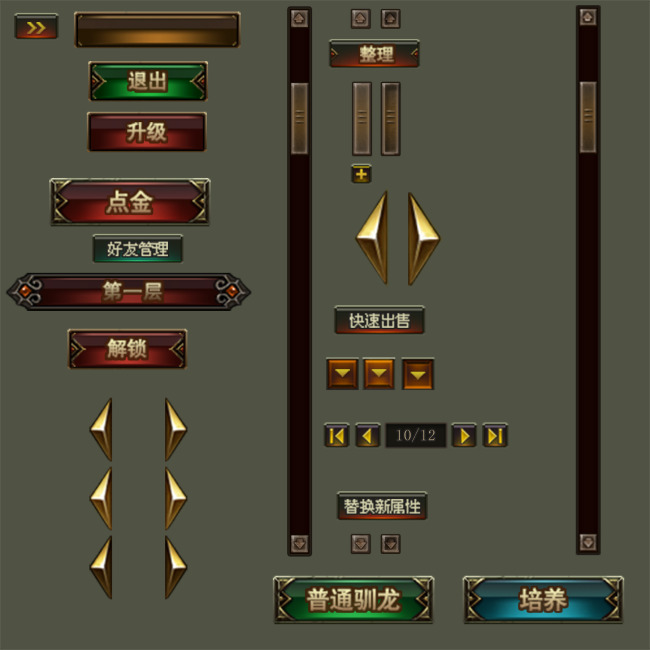 退出
升级
点金
好友管理
第一层
解锁
整理
快速出售
10/12
替换新属性
普通驯龙
培养